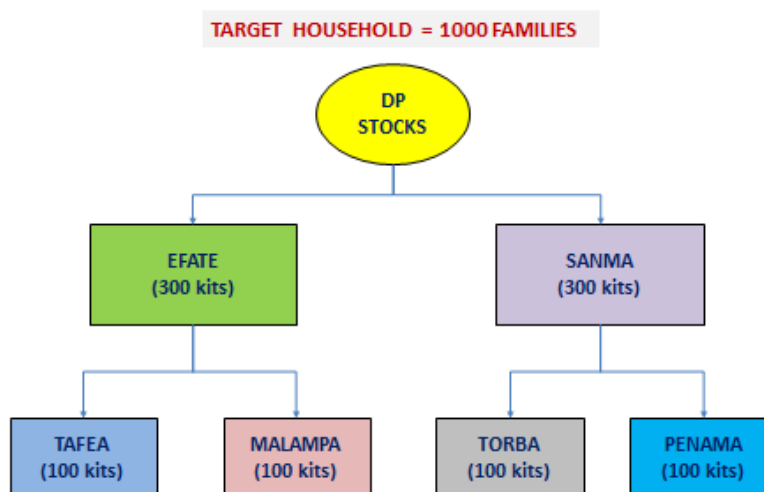 TARGET HOUSEHOLD = 1000 FAMILIES
DP
STOCKS
EFATE
(300 kits)
SANMA
(300 kits)
TAFEA
(100 kits)
MALAMPA
(100 kits)
TORBA
(100 kits)
PENAMA
(100 kits)